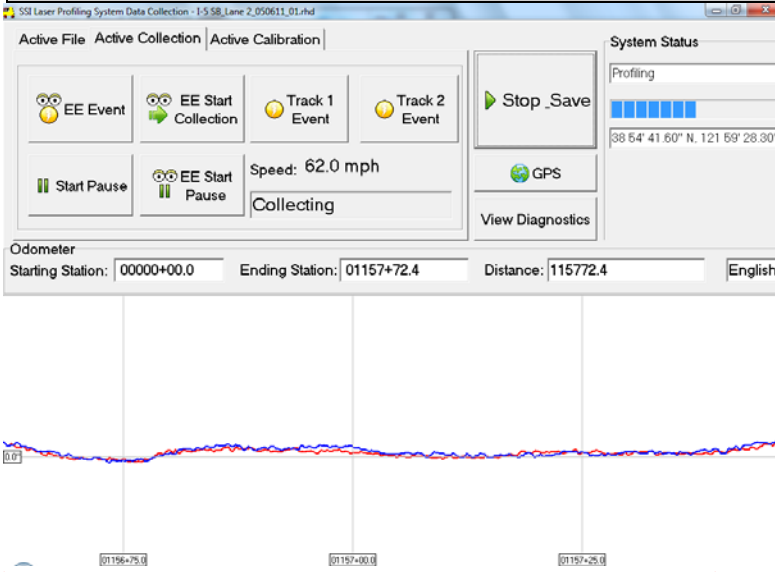 SSI Laser Profiling System Data Collection - I-5 SB_Lane 2_050611_01.rhd
Active File Active Collection Active Calibration
System Status
Profiling
38 54' 41.60" N, 121 59' 28.30"
EE Event
EE Start Collection
Track 1 Event
Track 2 Event
Stop _Save
Start Pause
EE Start Pause
Speed: 62.0 mph
Collecting
GPS
View Diagnostics
Odometer
Starting Station: 00000+00.0 Ending Station: 01157+72.4 Distance: 115772.4 English
0.0"
01156+75.0 01157+00.0 01157+25.0